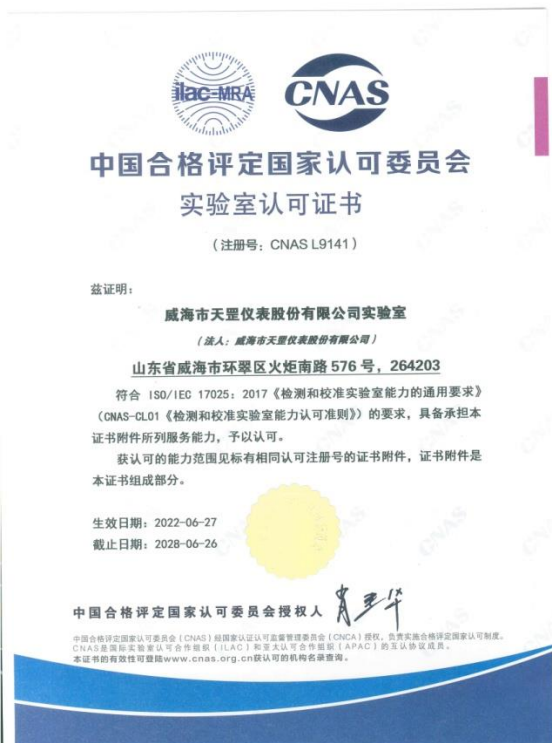 ilac-MRA
CNAS
中国合格评定国家认可委员会
实验室认可证书
（注册号：CNAS L9141）
兹证明：
威海市天罡仪表股份有限公司实验室
（法人：威海市天罡仪表股份有限公司）
山东省威海市环翠区火炬南路 576 号，264203
符合 ISO/IEC 17025：2017《检测和校准实验室能力的通用要求》
（CNAS-CL01《检测和校准实验室能力认可准则》）的要求，具备承担本
证书附件所列服务能力，予以认可。
获认可的能力范围见标有相同认可注册号的证书附件，证书附件是
本证书组成部分。
生效日期：2022-06-27
截止日期：2028-06-26
中国合格评定国家认可委员会授权人
中国合格评定国家认可委员会（CNAS）经国家认证认可监督管理委员会（CNCA）授权，负责实施合格评定国家认可制度。
CNAS是国际实验室认可合作组织（ILAC）和亚太认可合作组织（APAC）的互认协议成员。
本证书的有效性可登陆www.cnas.org.cn获认可的机构名录查询。